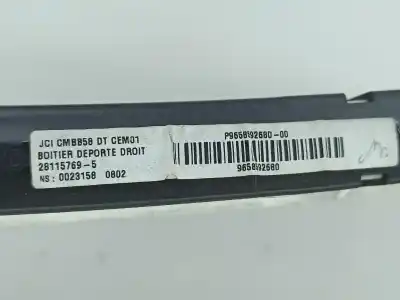 JCI CMB858 DT CEM01
BOITIER DEPORTE DROIT
28115769-5
NS: 0023158 0802
P9658192680-00
9658192680